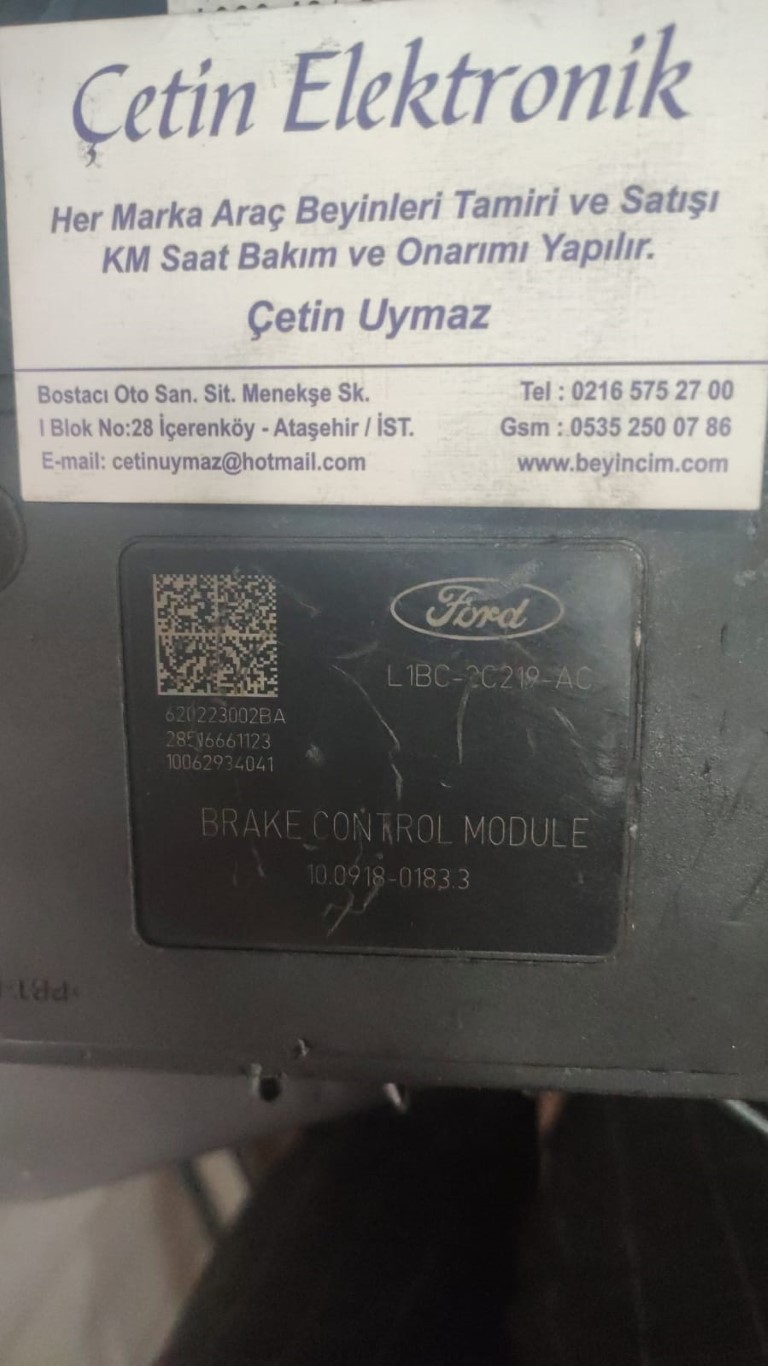 Çetin Elektronik
Her Marka Araç Beyinleri Tamiri ve Satışı
KM Saat Bakım ve Onarımı Yapılır.
Çetin Uymaz
Bostacı Oto San. Sit. Menekşe Sk.
I Blok No:28 İçerenköy - Ataşehir / İST.
E-mail: cetinuymaz@hotmail.com
Tel : 0216 575 27 00
Gsm : 0535 250 07 86
www.beyincim.com
Ford
L1BC-2C219-AC
620223002BA
10062934041
BRAKE CONTROL MODULE
10.0918-0183.3